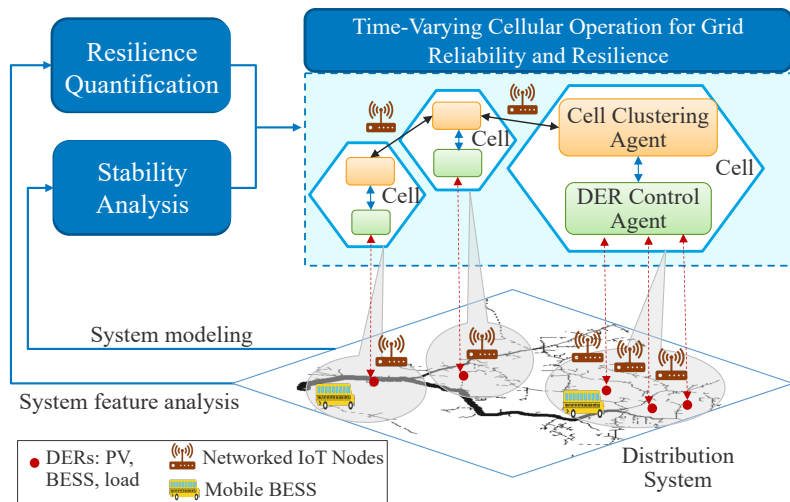 Resilience
Quantification
Stability
Analysis
Time-Varying Cellular Operation for Grid
Reliability and Resilience
Cell
Cell
Cell Clustering
Agent
Cell
DER Control
Agent
System modeling
System feature analysis
Distribution
System
DERs: PV,
BESS, load
Networked IoT Nodes
Mobile BESS